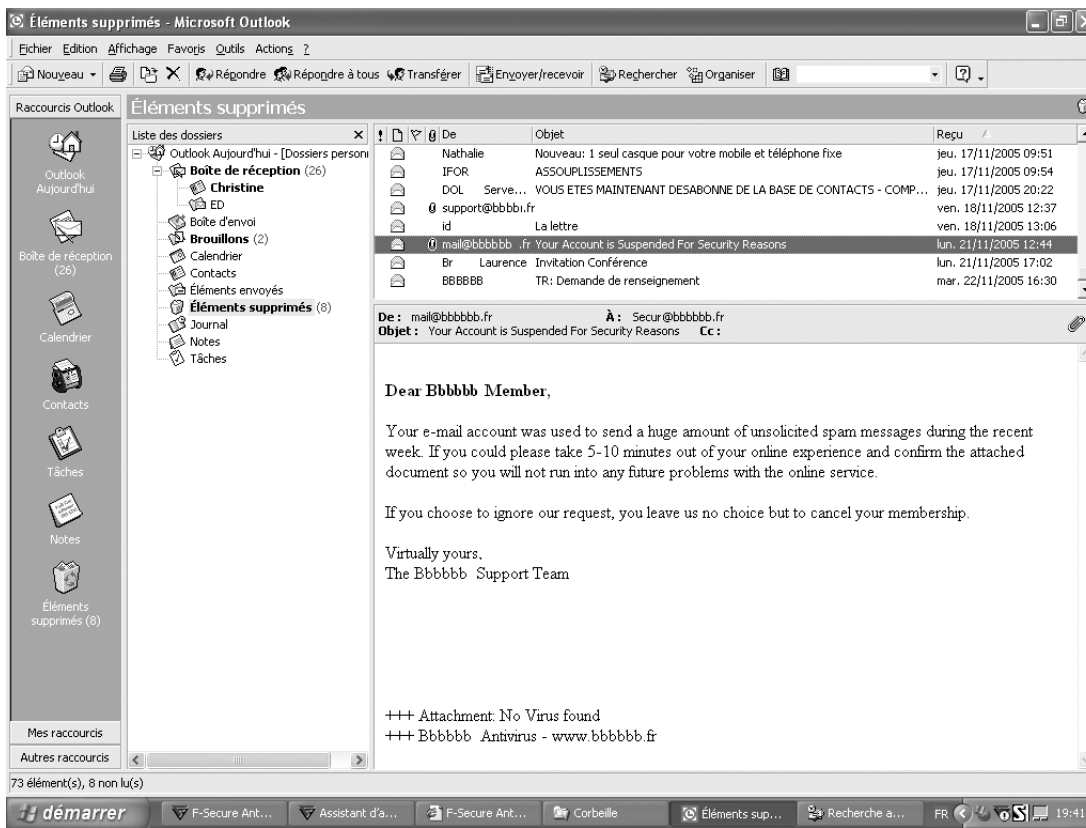 Éléments supprimés - Microsoft Outlook
Fichier Edition Affichage Favoris Outils Actions ?
Nouveau Répondre Répondre à tous Transférer Envoyer/recevoir Rechercher Organiser
Raccourcis Outlook
Éléments supprimés
Outlook
Aujourd'hui
Boîte de réception
(26)
Calendrier
Contacts
Tâches
Notes
Éléments
supprimés (8)
Mes raccourcis
Autres raccourcis
Liste des dossiers
Outlook Aujourd'hui - [Dossiers personn
Boîte de réception (26)
Christine
ED
Boîte d'envoi
Brouillons (2)
Calendrier
Contacts
Éléments envoyés
Éléments supprimés (8)
Journal
Notes
Tâches
De Objet Reçu
Nathalie Nouveau: 1 seul casque pour votre mobile et téléphone fixe jeu. 17/11/2005 09:51
IFOR ASSOUPLISSEMENTS jeu. 17/11/2005 09:54
DOL Serve... VOUS ETES MAINTENANT DESABONNE DE LA BASE DE CONTACTS - COMP... jeu. 17/11/2005 20:22
support@bbbbi.fr ven. 18/11/2005 12:37
id La lettre ven. 18/11/2005 13:06
mail@bbbbbb .fr Your Account is Suspended For Security Reasons lun. 21/11/2005 12:44
Br Laurence Invitation Conférence lun. 21/11/2005 17:02
BBBBBB TR: Demande de renseignement mar. 22/11/2005 16:30
De : mail@bbbbbb.fr À : Secur@bbbbbb.fr
Objet : Your Account is Suspended For Security Reasons Cc :
Dear Bbbbbb Member,
Your e-mail account was used to send a huge amount of unsolicited spam messages during the recent
week. If you could please take 5-10 minutes out of your online experience and confirm the attached
document so you will not run into any future problems with the online service.
If you choose to ignore our request, you leave us no choice but to cancel your membership.
Virtually yours,
The Bbbbbb Support Team
+++ Attachment: No Virus found
+++ Bbbbbb Antivirus - www.bbbbbb.fr
73 élément(s), 8 non lu(s)
démarrer F-Secure Ant... Assistant d'a... F-Secure Ant... Corbeille Éléments sup... Recherche a... FR 19:41